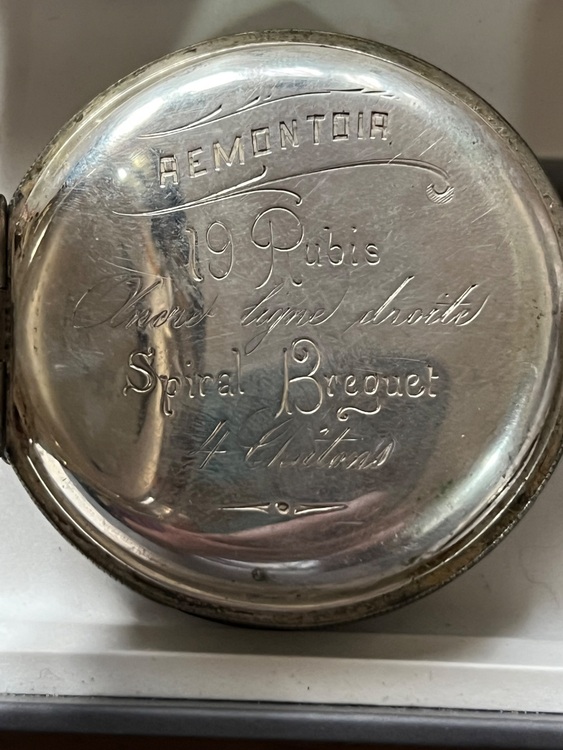 REMONTOIR
19 Rubis
Ancre ligne droite
Spiral Breguet
4 Chatons